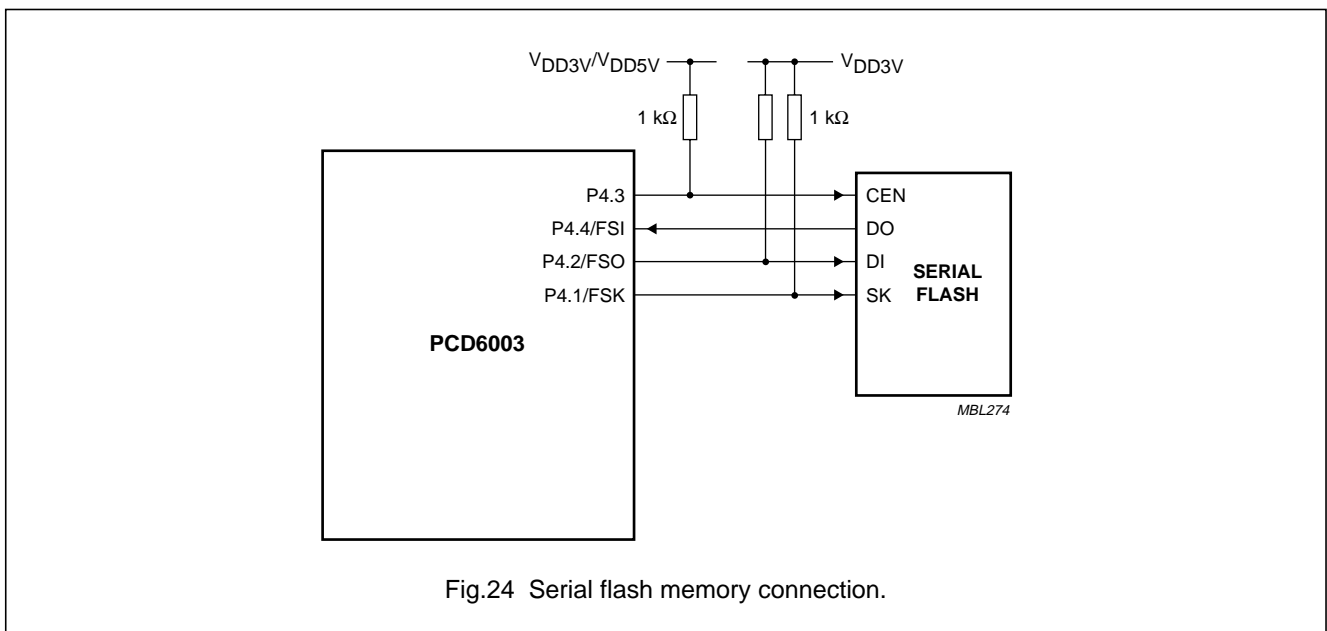 VDD3V/VDD5V
VDD3V
1 kΩ
1 kΩ
P4.3
CEN
P4.4/FSI
DO
P4.2/FSO
DI
P4.1/FSK
SK
SERIAL
FLASH
PCD6003
MBL274
Fig.24 Serial flash memory connection.